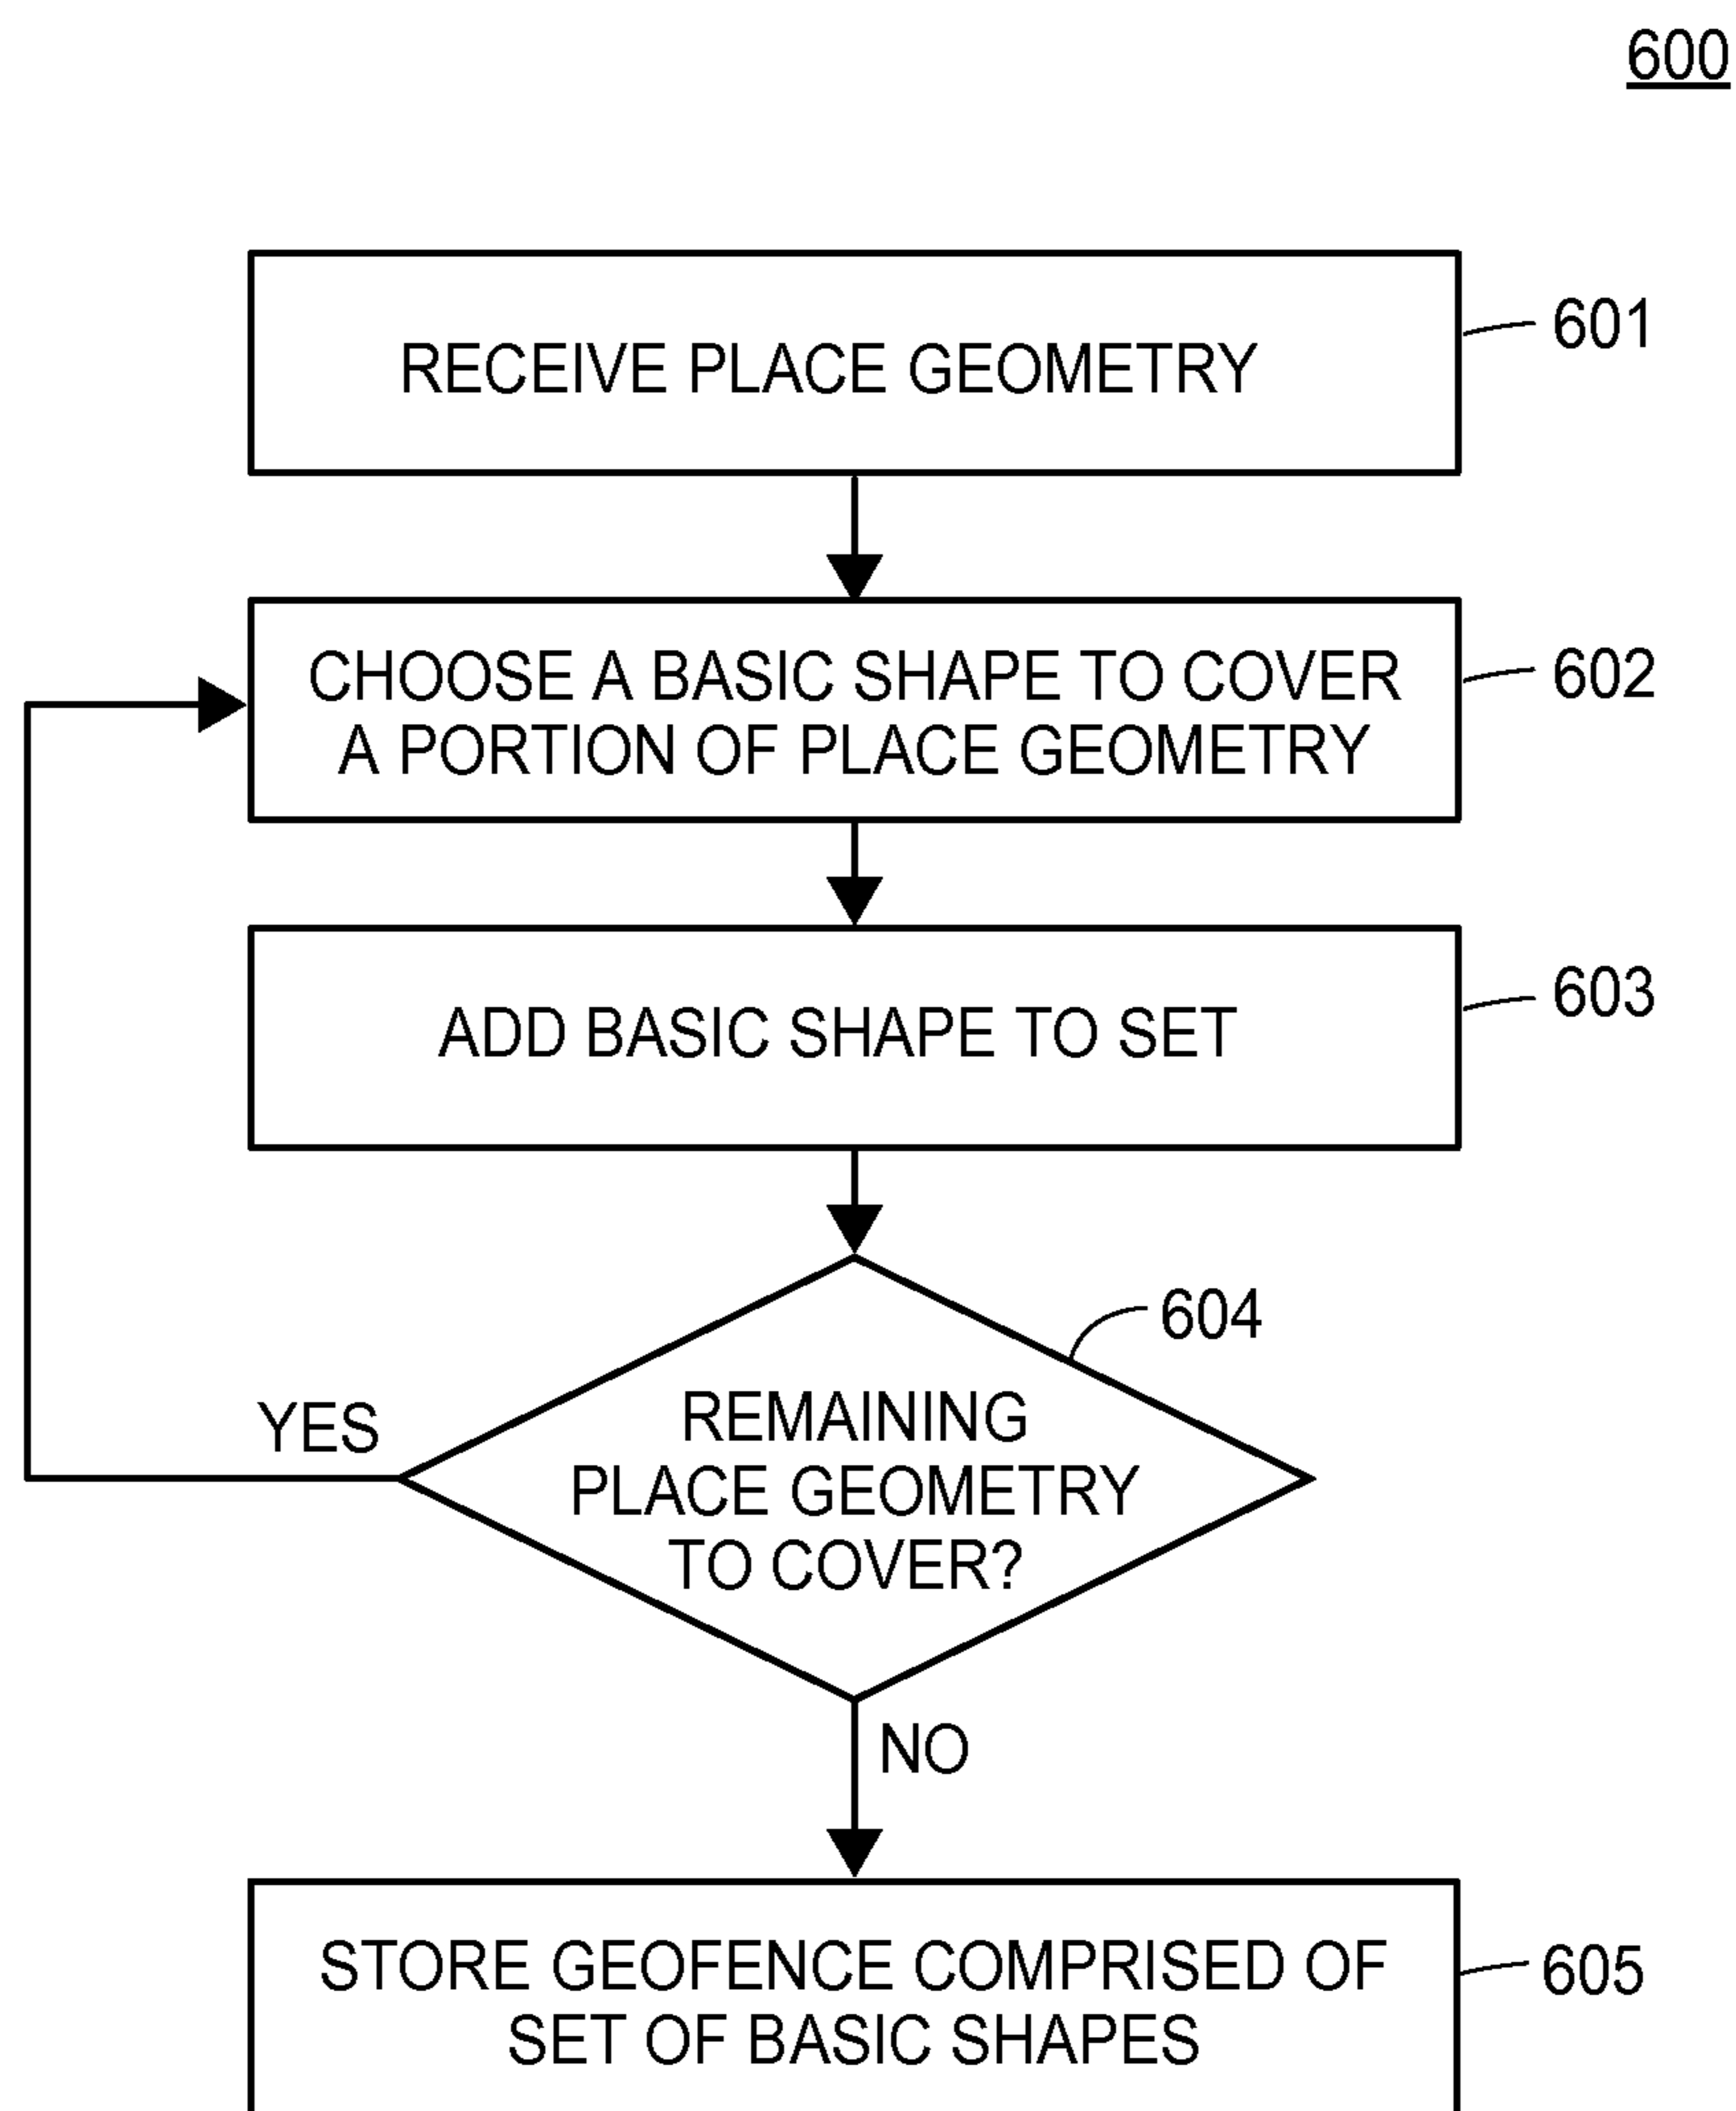 600
RECEIVE PLACE GEOMETRY
601
CHOOSE A BASIC SHAPE TO COVER
A PORTION OF PLACE GEOMETRY
602
ADD BASIC SHAPE TO SET
603
604
REMAINING
PLACE GEOMETRY
TO COVER?
YES
NO
STORE GEOFENCE COMPRISED OF
SET OF BASIC SHAPES
605